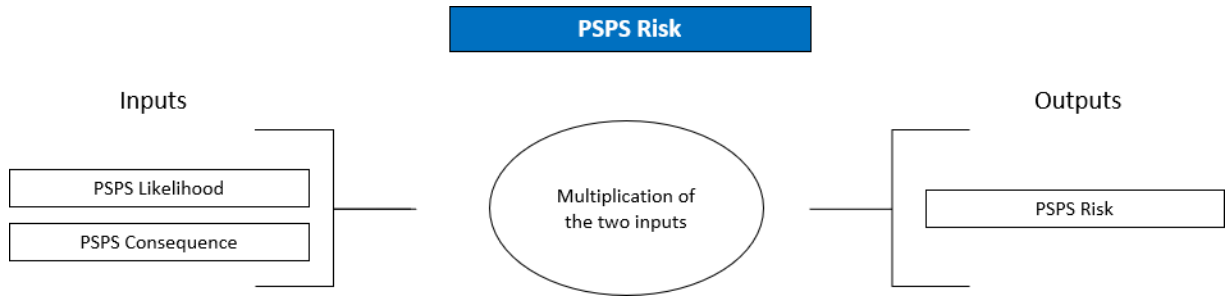 PSPS Risk
Inputs
Outputs
PSPS Likelihood
PSPS Consequence
Multiplication of
the two inputs
PSPS Risk